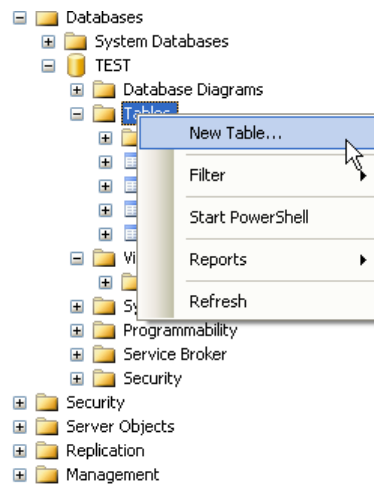 Databases
System Databases
TEST
Database Diagrams
Tables
New Table...
Filter
Start PowerShell
Reports
Refresh
Programmability
Service Broker
Security
Security
Server Objects
Replication
Management